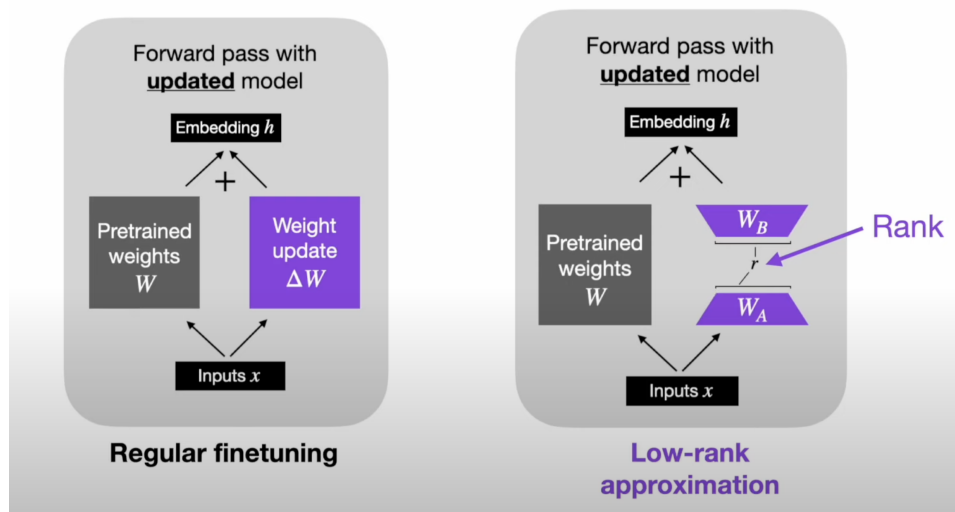 Forward pass with
updated model
Embedding h
+
Pretrained
weights
W
Weight
update
ΔW
Inputs x
Regular finetuning
Forward pass with
updated model
Embedding h
+
Pretrained
weights
W
W_B
Rank
r
W_A
Inputs x
Low-rank
approximation